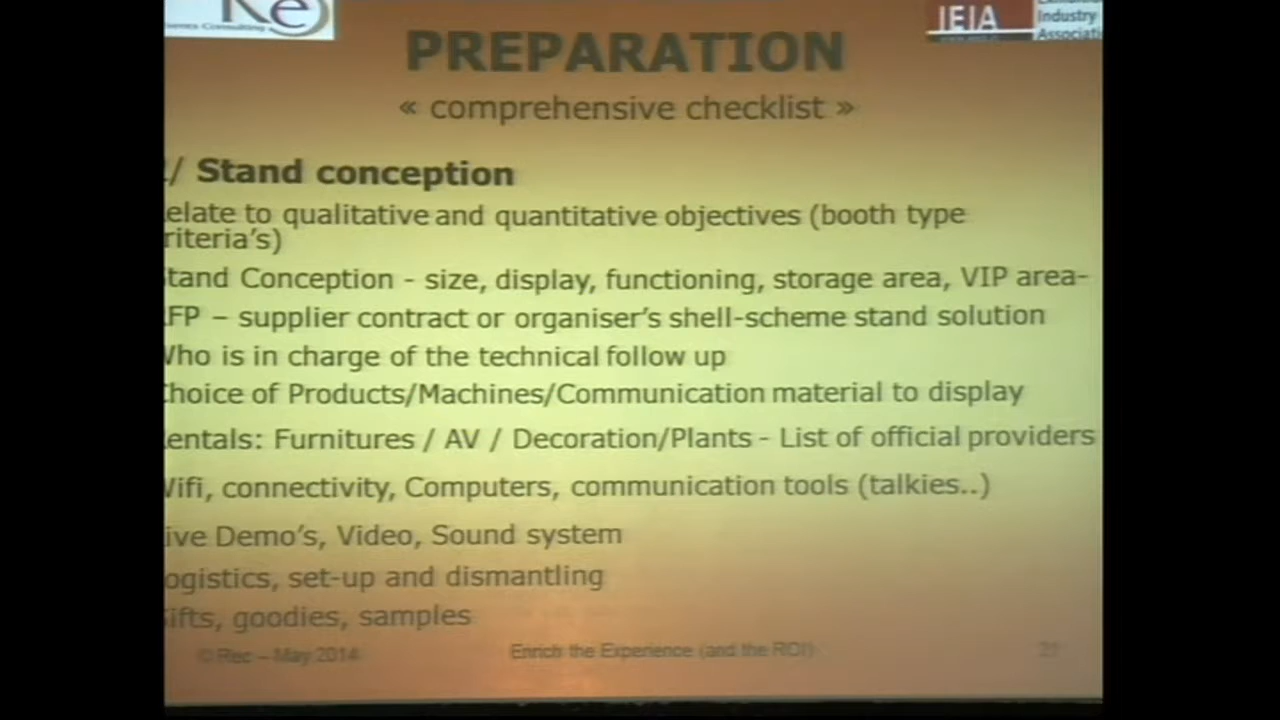 Re
Consulting
IEIA
Industry
Associati
PREPARATION
« comprehensive checklist »
/ Stand conception
elate to qualitative and quantitative objectives (booth type
riteria's)
tand Conception - size, display, functioning, storage area, VIP area-
FP – supplier contract or organiser's shell-scheme stand solution
ho is in charge of the technical follow up
hoice of Products/Machines/Communication material to display
entals: Furnitures / AV / Decoration/Plants - List of official providers
ifi, connectivity, Computers, communication tools (talkies..)
ive Demo's, Video, Sound system
ogistics, set-up and dismantling
ifts, goodies, samples
© Rec – May 2014
Enrich the Experience (and the ROI)